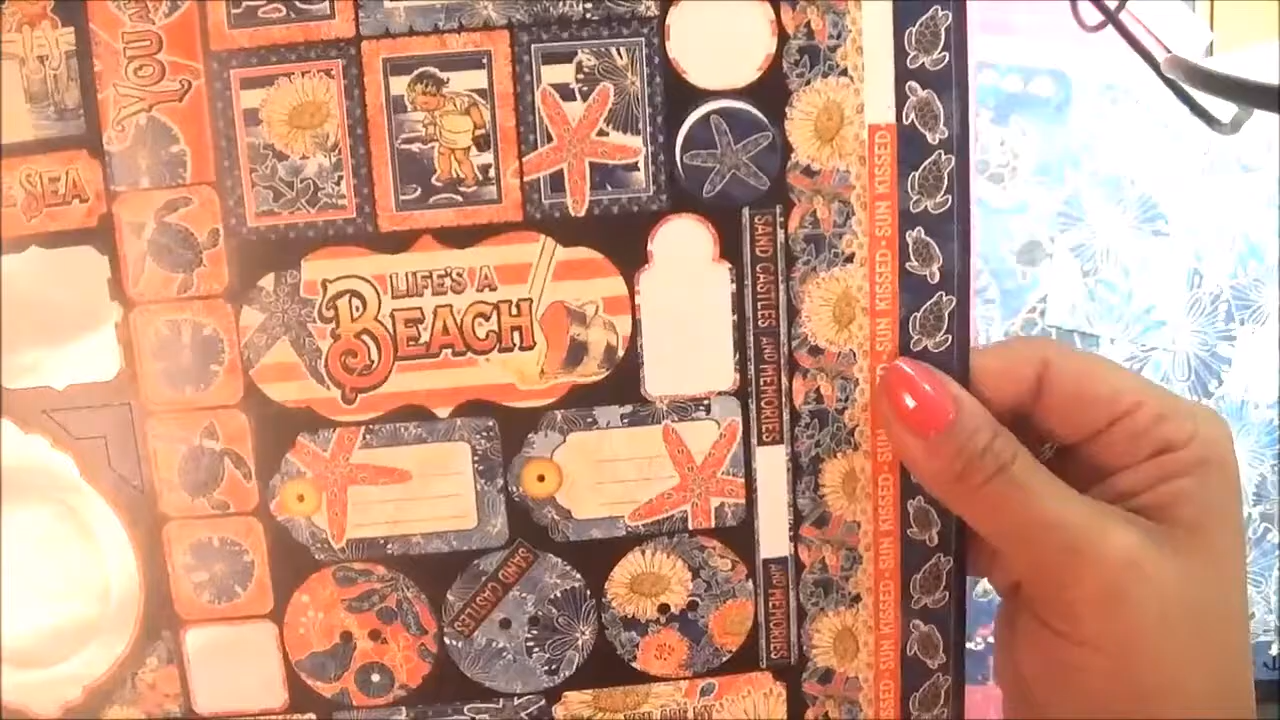 YOU
SEA
LIFE'S A
BEACH
SAND CASTLES AND MEMORIES
AND MEMORIES
SUN KISSED • SUN KISSED • SUN KISSED • SUN
SUN KISSED • SUN KISSED • SUN KISSED
SAND CASTLES
YOU ARE MY